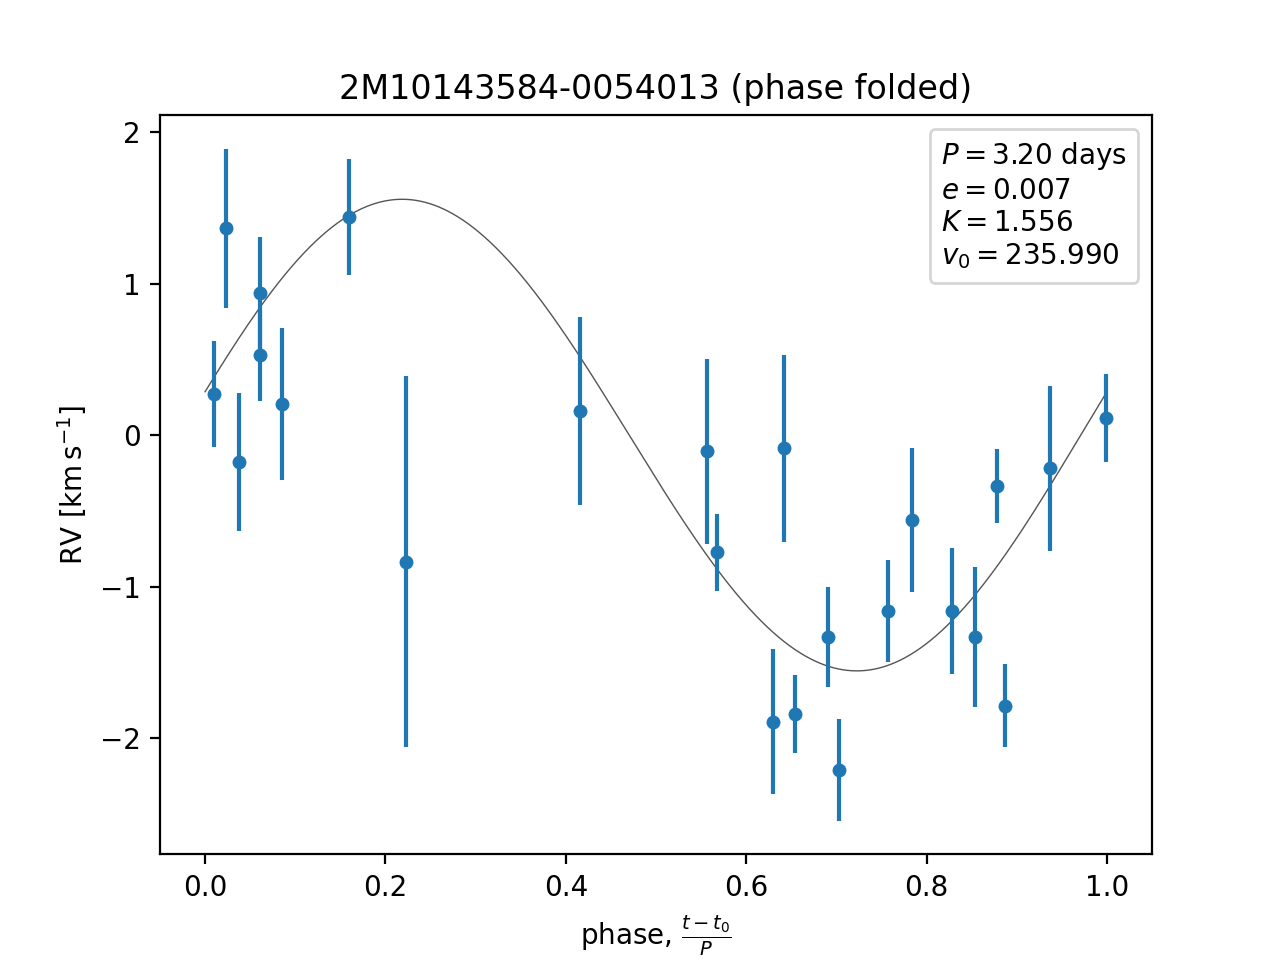 2M10143584-0054013 (phase folded)
P = 3.20 days
e = 0.007
K = 1.556
v₀ = 235.990
RV [km s⁻¹]
2
1
0
−1
−2
0.0 0.2 0.4 0.6 0.8 1.0
phase, (t − t₀)/P